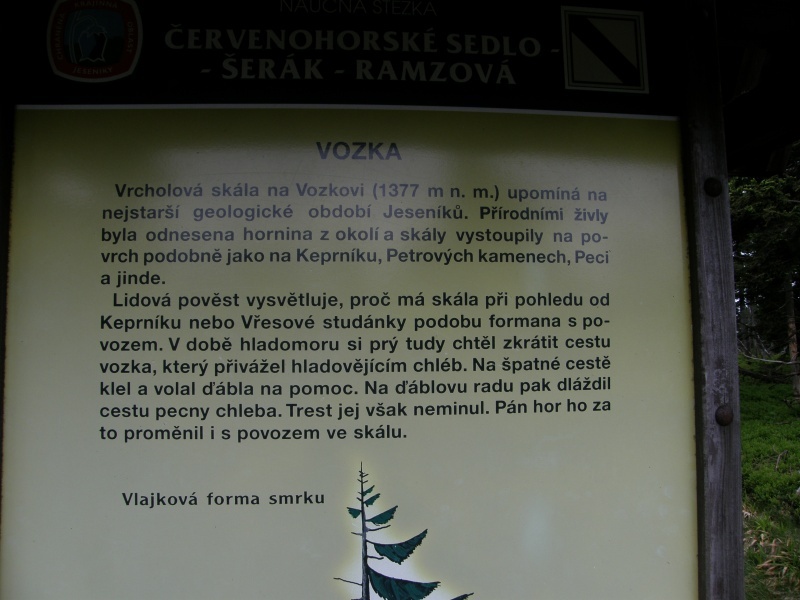 NAUČNÁ STEZKA
ČERVENOHORSKÉ SEDLO -
- ŠERÁK - RAMZOVÁ
VOZKA
Vrcholová skála na Vozkovi (1377 m n. m.) upomíná na
nejstarší geologické období Jeseníků. Přírodními živly
byla odnesena hornina z okolí a skály vystoupily na po-
vrch podobně jako na Keprníku, Petrových kamenech, Peci
a jinde.
Lidová pověst vysvětluje, proč má skála při pohledu od
Keprníku nebo Vřesové studánky podobu formana s po-
vozem. V době hladomoru si prý tudy chtěl zkrátit cestu
vozka, který přivážel hladovějícím chléb. Na špatné cestě
klel a volal ďábla na pomoc. Na ďáblovu radu pak dláždil
cestu pecny chleba. Trest jej však neminul. Pán hor ho za
to proměnil i s povozem ve skálu.
Vlajková forma smrku